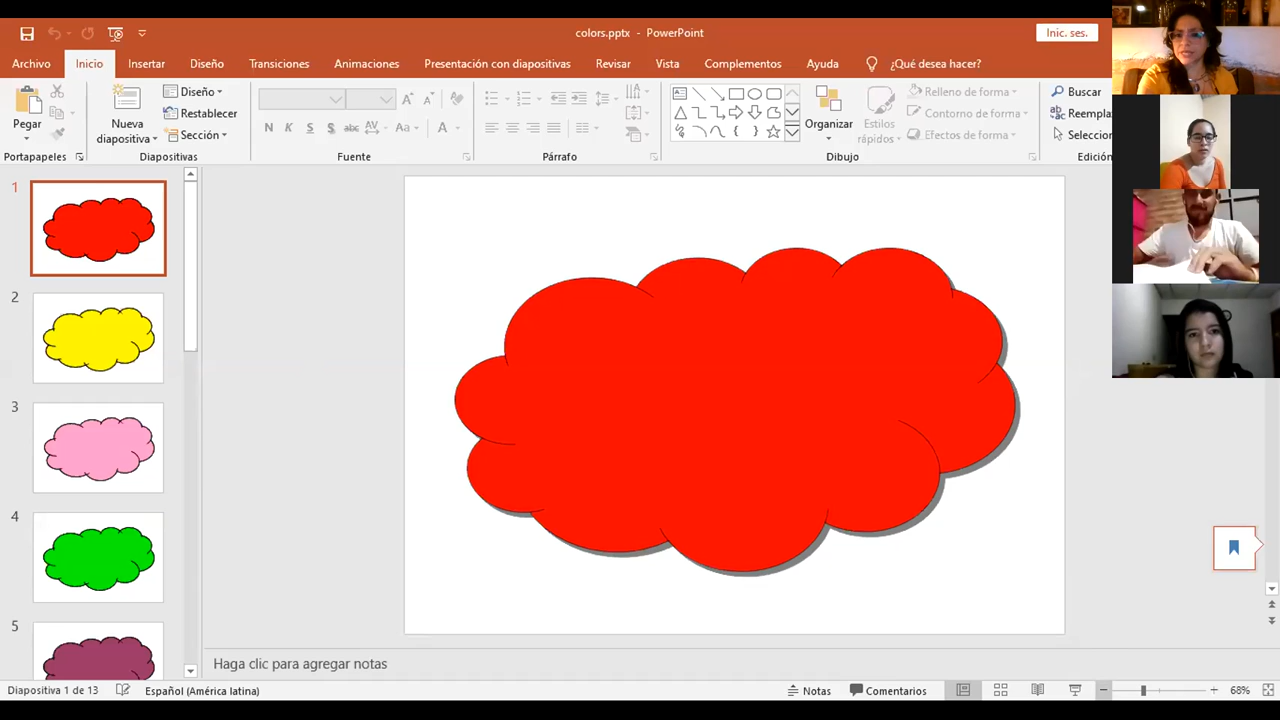 colors.pptx - PowerPoint
Inic. ses.
Archivo Inicio Insertar Diseño Transiciones Animaciones Presentación con diapositivas Revisar Vista Complementos Ayuda ¿Qué desea hacer?
Pegar
Portapapeles
Nueva diapositiva
Diseño
Restablecer
Sección
Diapositivas
N K S S abc AV Aa A
Fuente
Párrafo
Organizar
Estilos rápidos
Relleno de forma
Contorno de forma
Efectos de forma
Dibujo
Buscar
Reempla
Seleccion
Edición
1
2
3
4
5
Haga clic para agregar notas
Diapositiva 1 de 13 Español (América latina) Notas Comentarios 68%